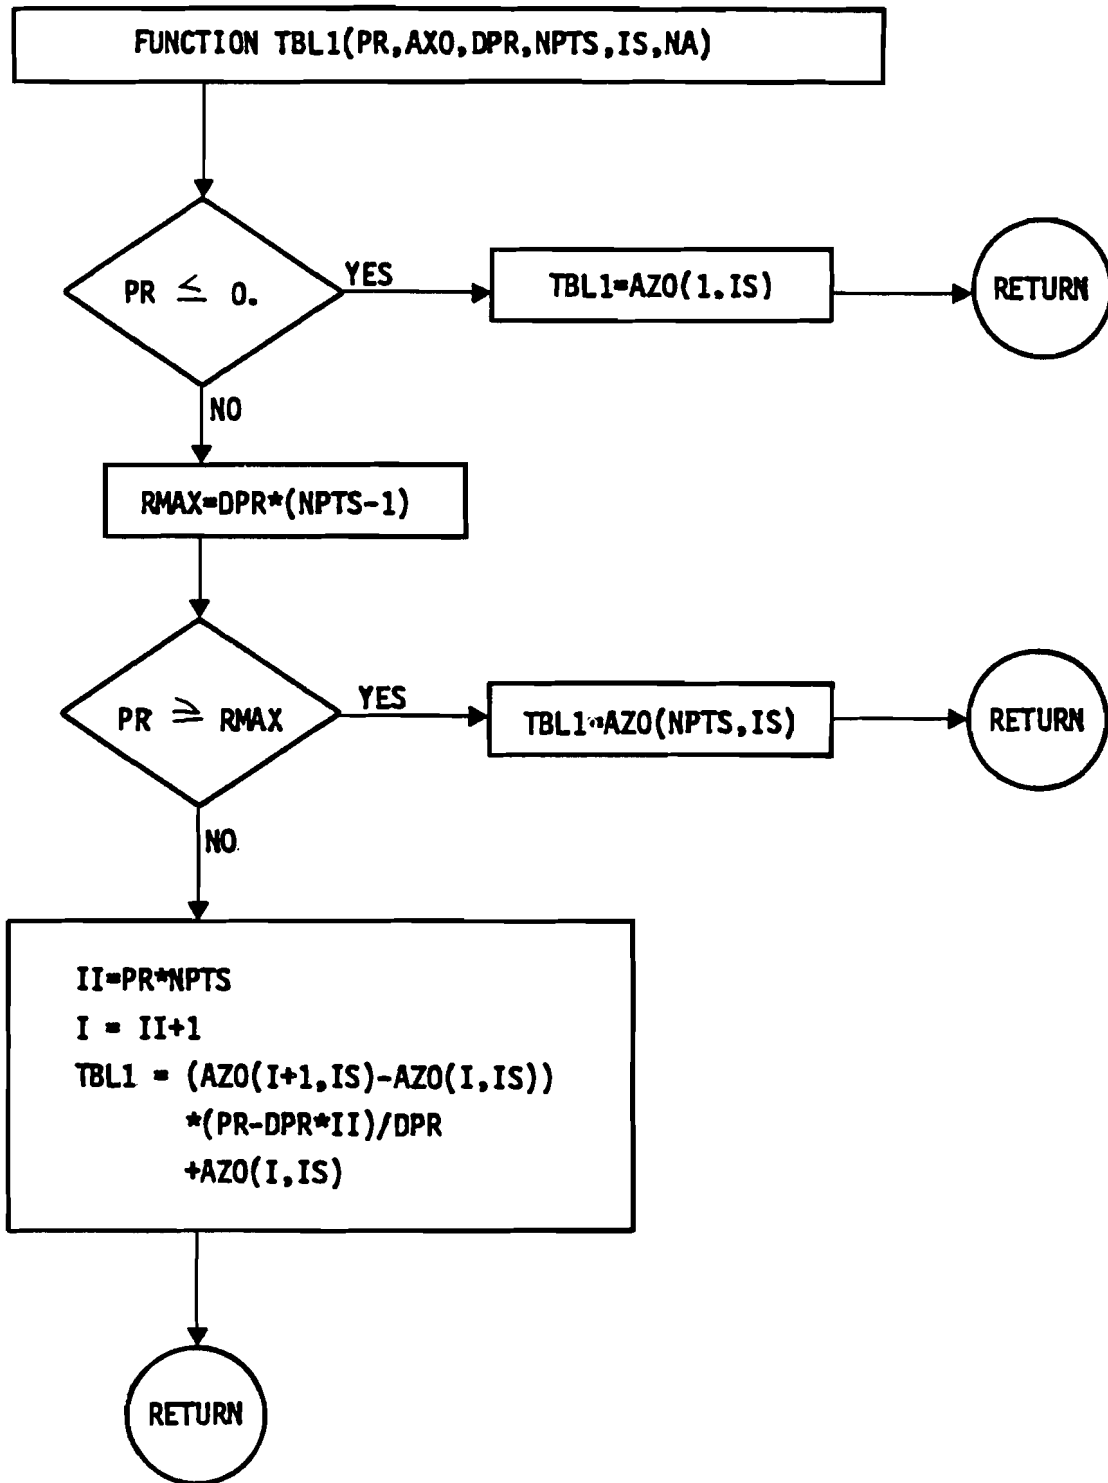 FUNCTION TBL1(PR,AXO,DPR,NPTS,IS,NA)
PR ≤ 0.
YES
TBL1=AZO(1,IS)
RETURN
NO
RMAX=DPR*(NPTS-1)
PR ≥ RMAX
YES
TBL1=AZO(NPTS,IS)
RETURN
NO
II=PR*NPTS
I = II+1
TBL1 = (AZO(I+1,IS)-AZO(I,IS))
*(PR-DPR*II)/DPR
+AZO(I,IS)
RETURN